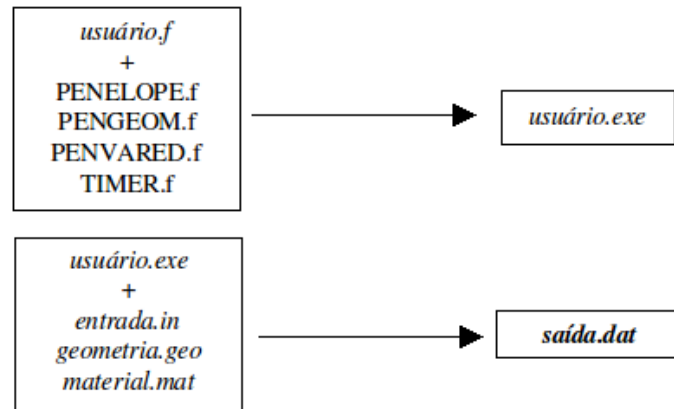 usuário.f
+
PENELOPE.f
PENGEOM.f
PENVARED.f
TIMER.f
usuário.exe
usuário.exe
+
entrada.in
geometria.geo
material.mat
saída.dat